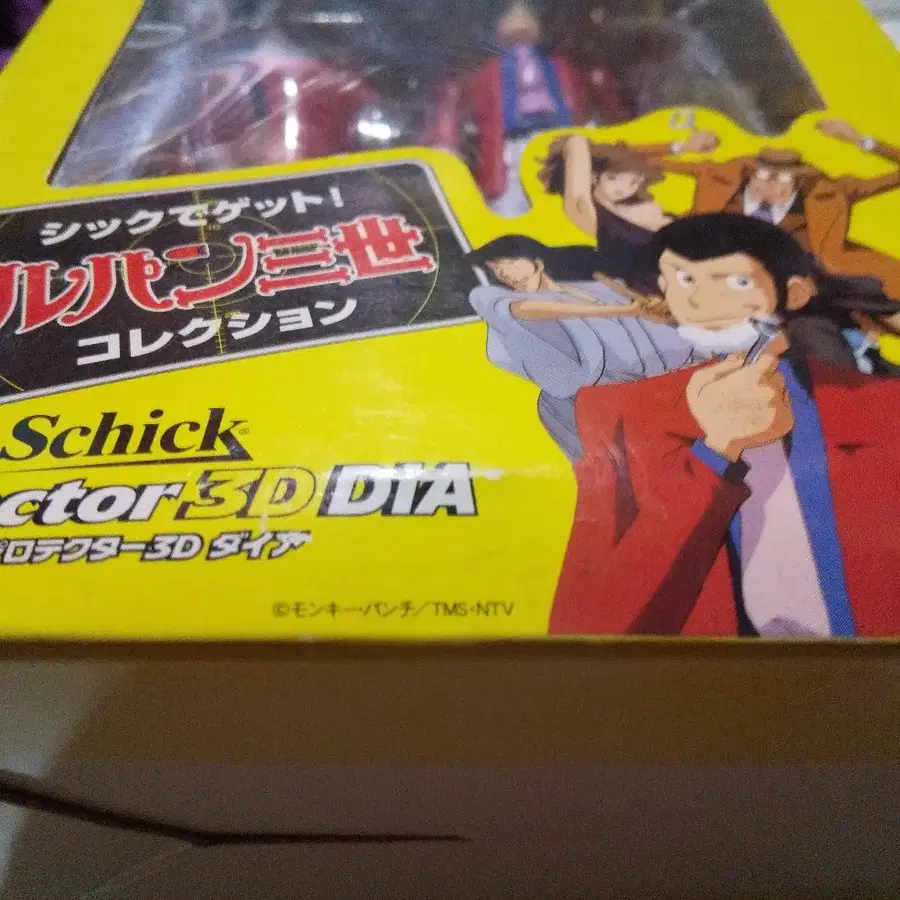 シックでゲット!
ルパン三世
コレクション
Schick
ctor 3D DIA
プロテクター3D ダイア
©モンキー・パンチ/TMS・NTV